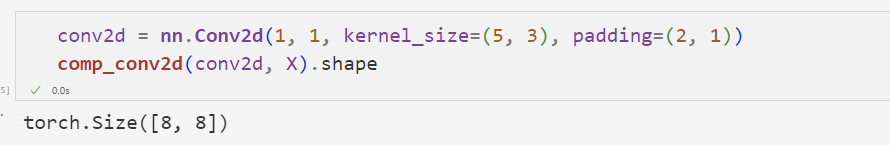 conv2d = nn.Conv2d(1, 1, kernel_size=(5, 3), padding=(2, 1))
comp_conv2d(conv2d, X).shape
5] ✓ 0.0s
torch.Size([8, 8])